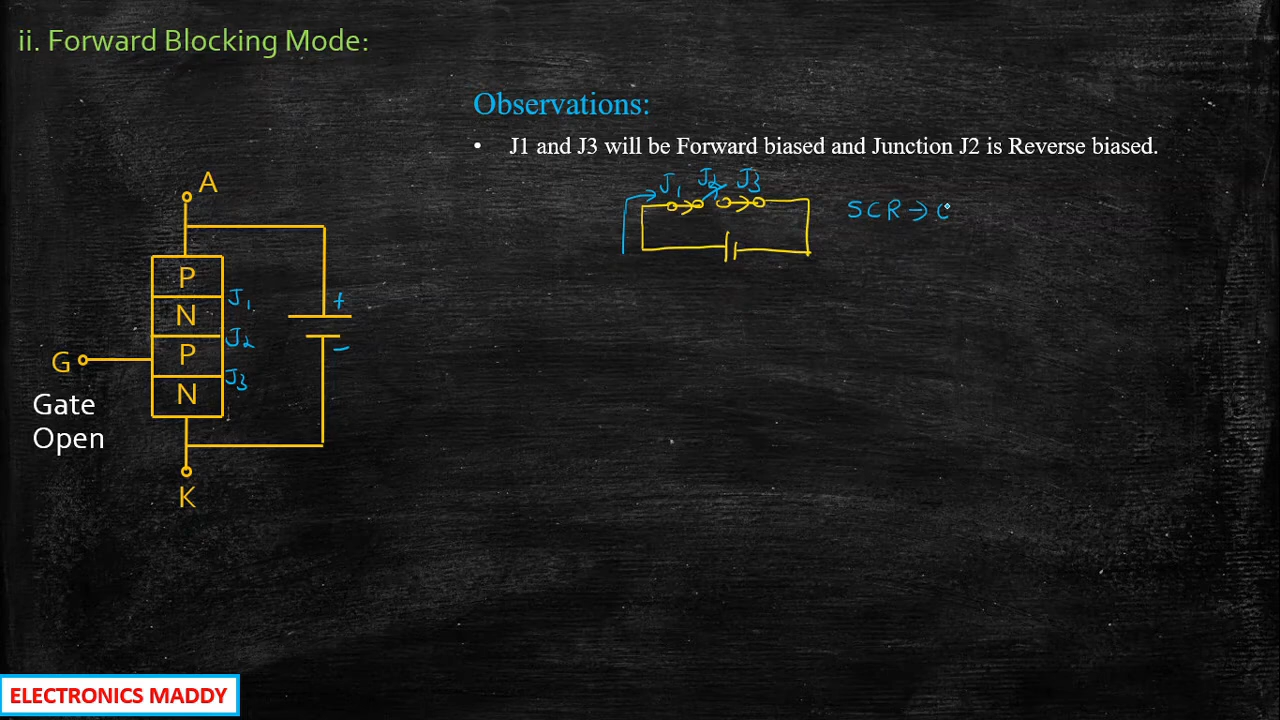 ii. Forward Blocking Mode:
Observations:
• J1 and J3 will be Forward biased and Junction J2 is Reverse biased.
J1 J2 J3
SCR →
A
P
N
P
N
J1
J2
J3
+
−
G
Gate
Open
K
ELECTRONICS MADDY